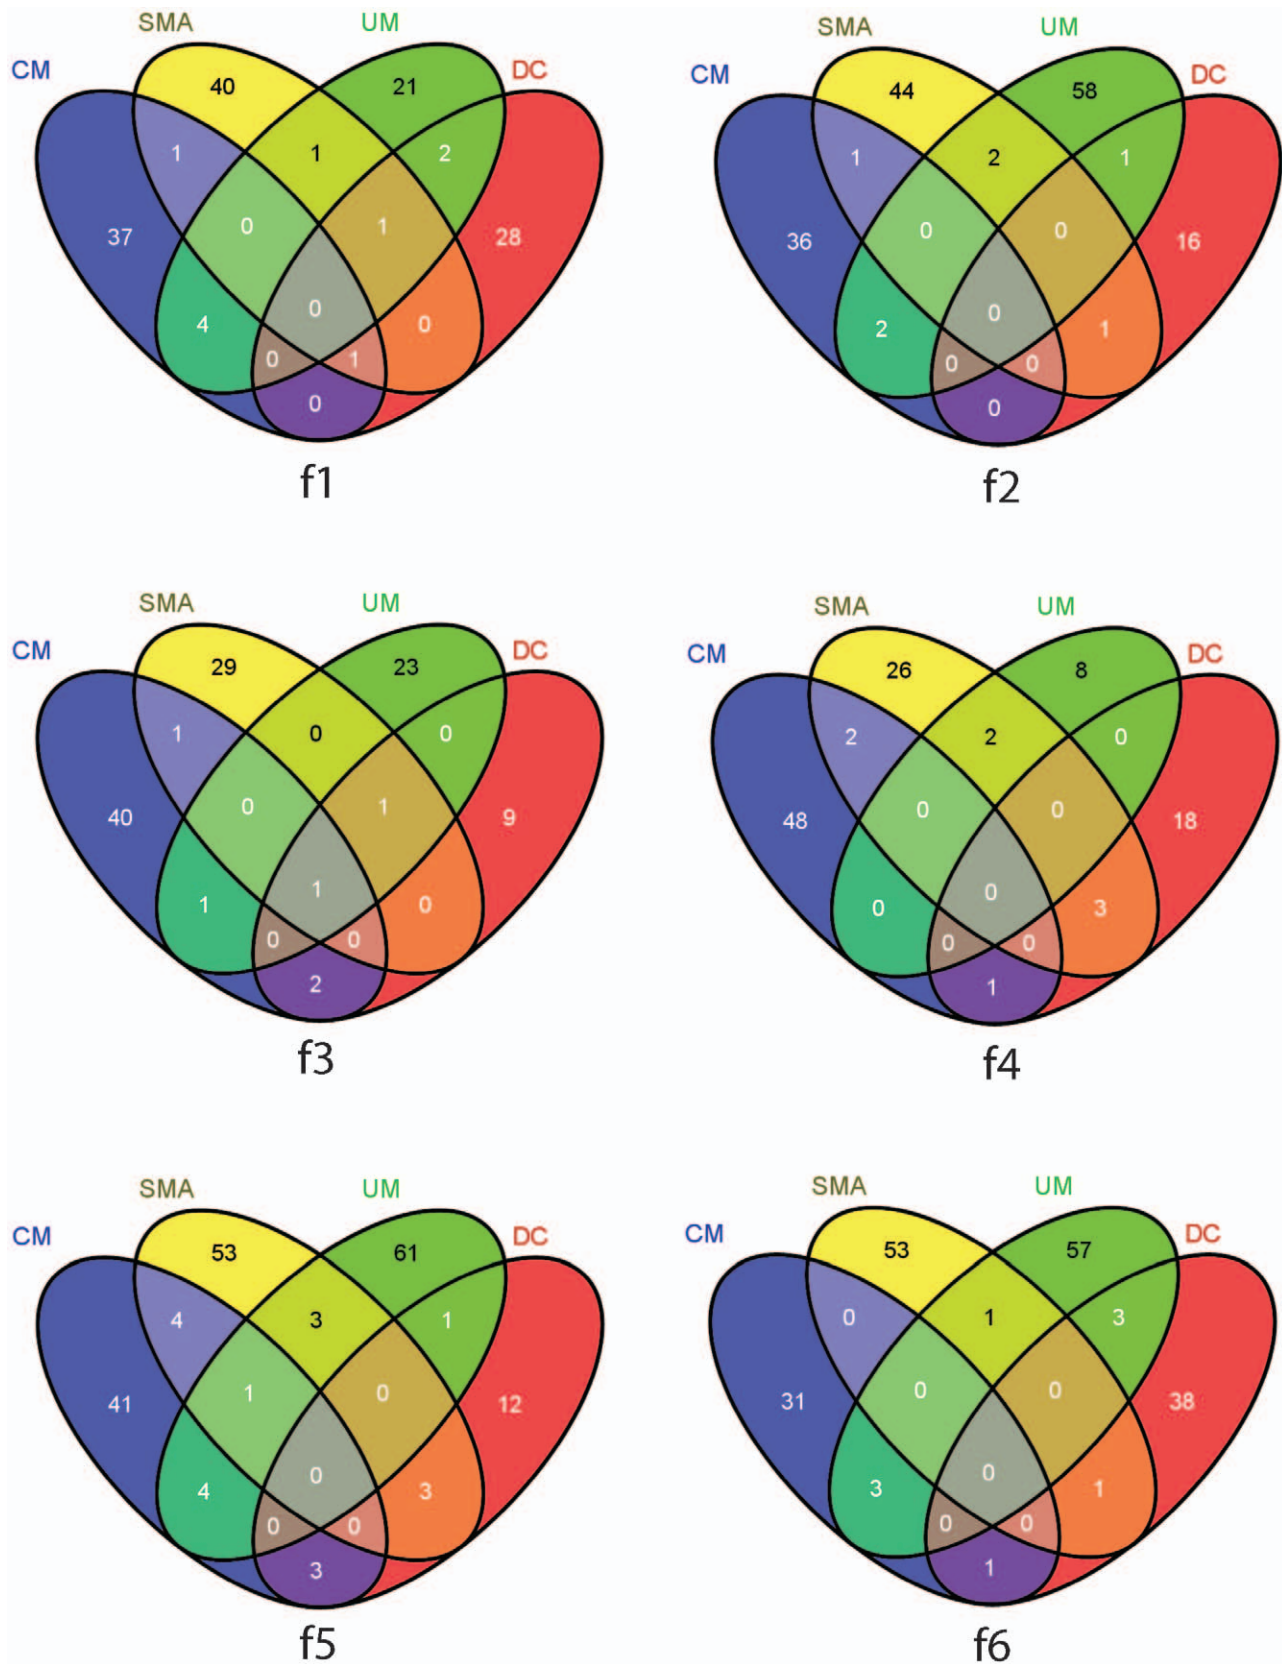 SMA UM
CM DC
40 21
1 1 2
37 0 1 28
4 0 0
0 1
0
f1
SMA UM
CM DC
44 58
1 2 1
36 0 0 16
2 0 1
0 0
0
f2
SMA UM
CM DC
29 23
1 0 0
40 0 1 9
1 1 0
0 0
2
f3
SMA UM
CM DC
26 8
2 2 0
48 0 0 18
0 0 3
0 0
1
f4
SMA UM
CM DC
53 61
4 3 1
41 1 0 12
4 0 3
0 0
3
f5
SMA UM
CM DC
53 57
0 1 3
31 0 0 38
3 0 1
0 0
1
f6